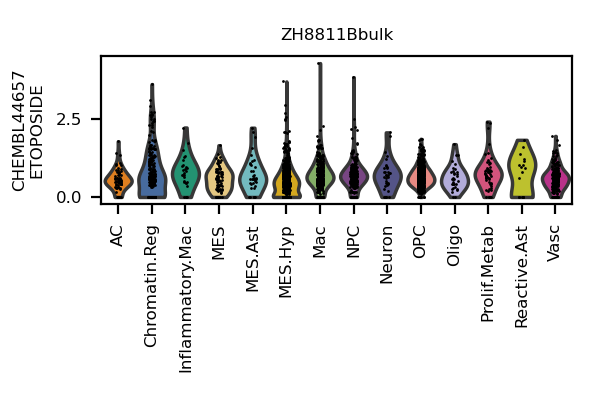 ZH8811Bbulk
CHEMBL44657
ETOPOSIDE
2.5
0.0
AC
Chromatin.Reg
Inflammatory.Mac
MES
MES.Ast
MES.Hyp
Mac
NPC
Neuron
OPC
Oligo
Prolif.Metab
Reactive.Ast
Vasc